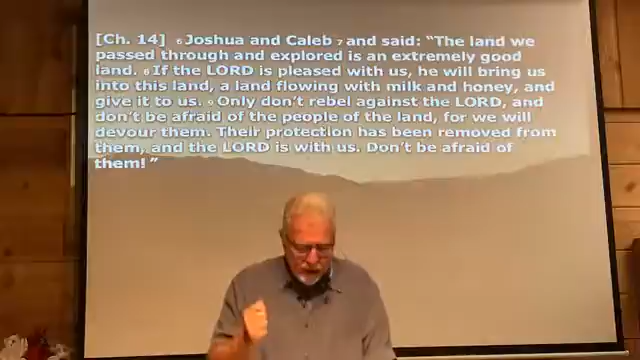 [Ch. 14] 6 Joshua and Caleb 7 and said: “The land we
passed through and explored is an extremely good
land. 8 If the LORD is pleased with us, he will bring us
into this land, a land flowing with milk and honey, and
give it to us. 9 Only don’t rebel against the LORD, and
don’t be afraid of the people of the land, for we will
devour them. Their protection has been removed from
them, and the LORD is with us. Don’t be afraid of
them!”